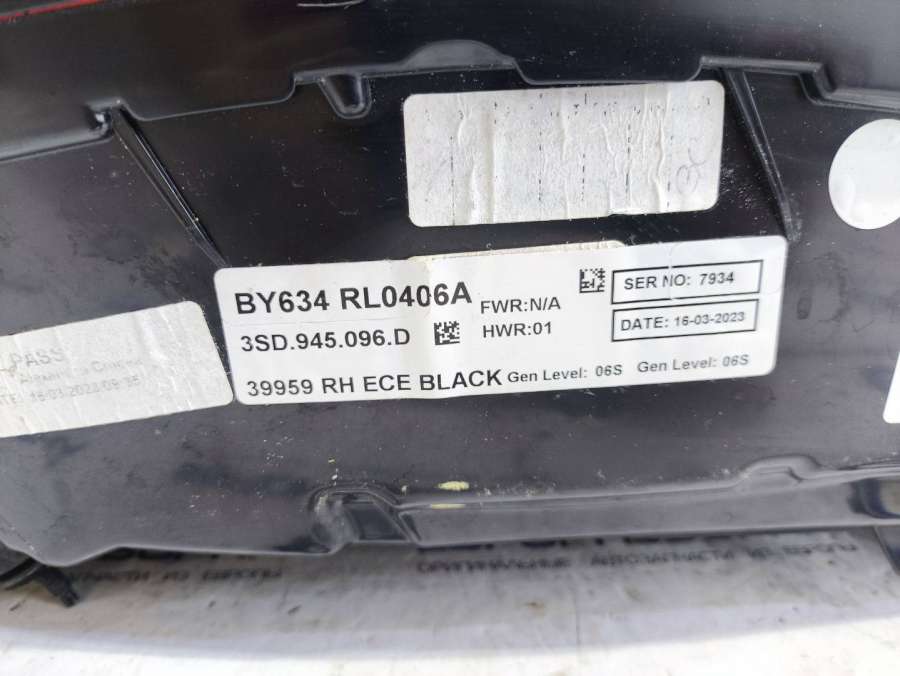 BY634 RL0406A
FWR:N/A
SER NO: 7934
3SD.945.096.D
HWR:01
DATE: 16-03-2023
39959 RH ECE BLACK Gen Level: 06S Gen Level: 06S
PASS